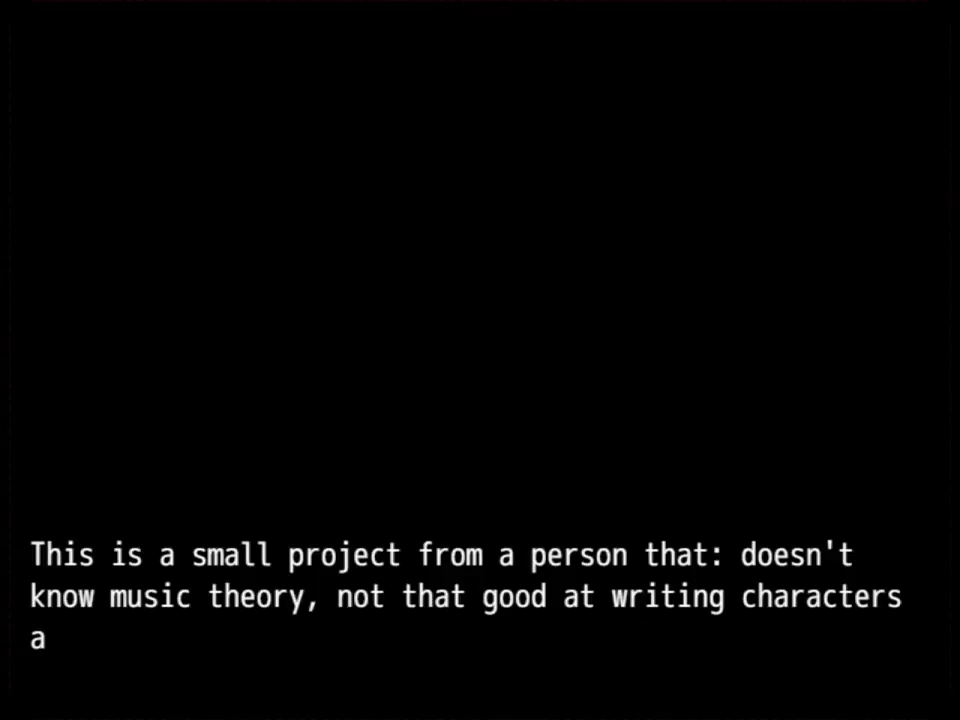 This is a small project from a person that: doesn't
know music theory, not that good at writing characters
a